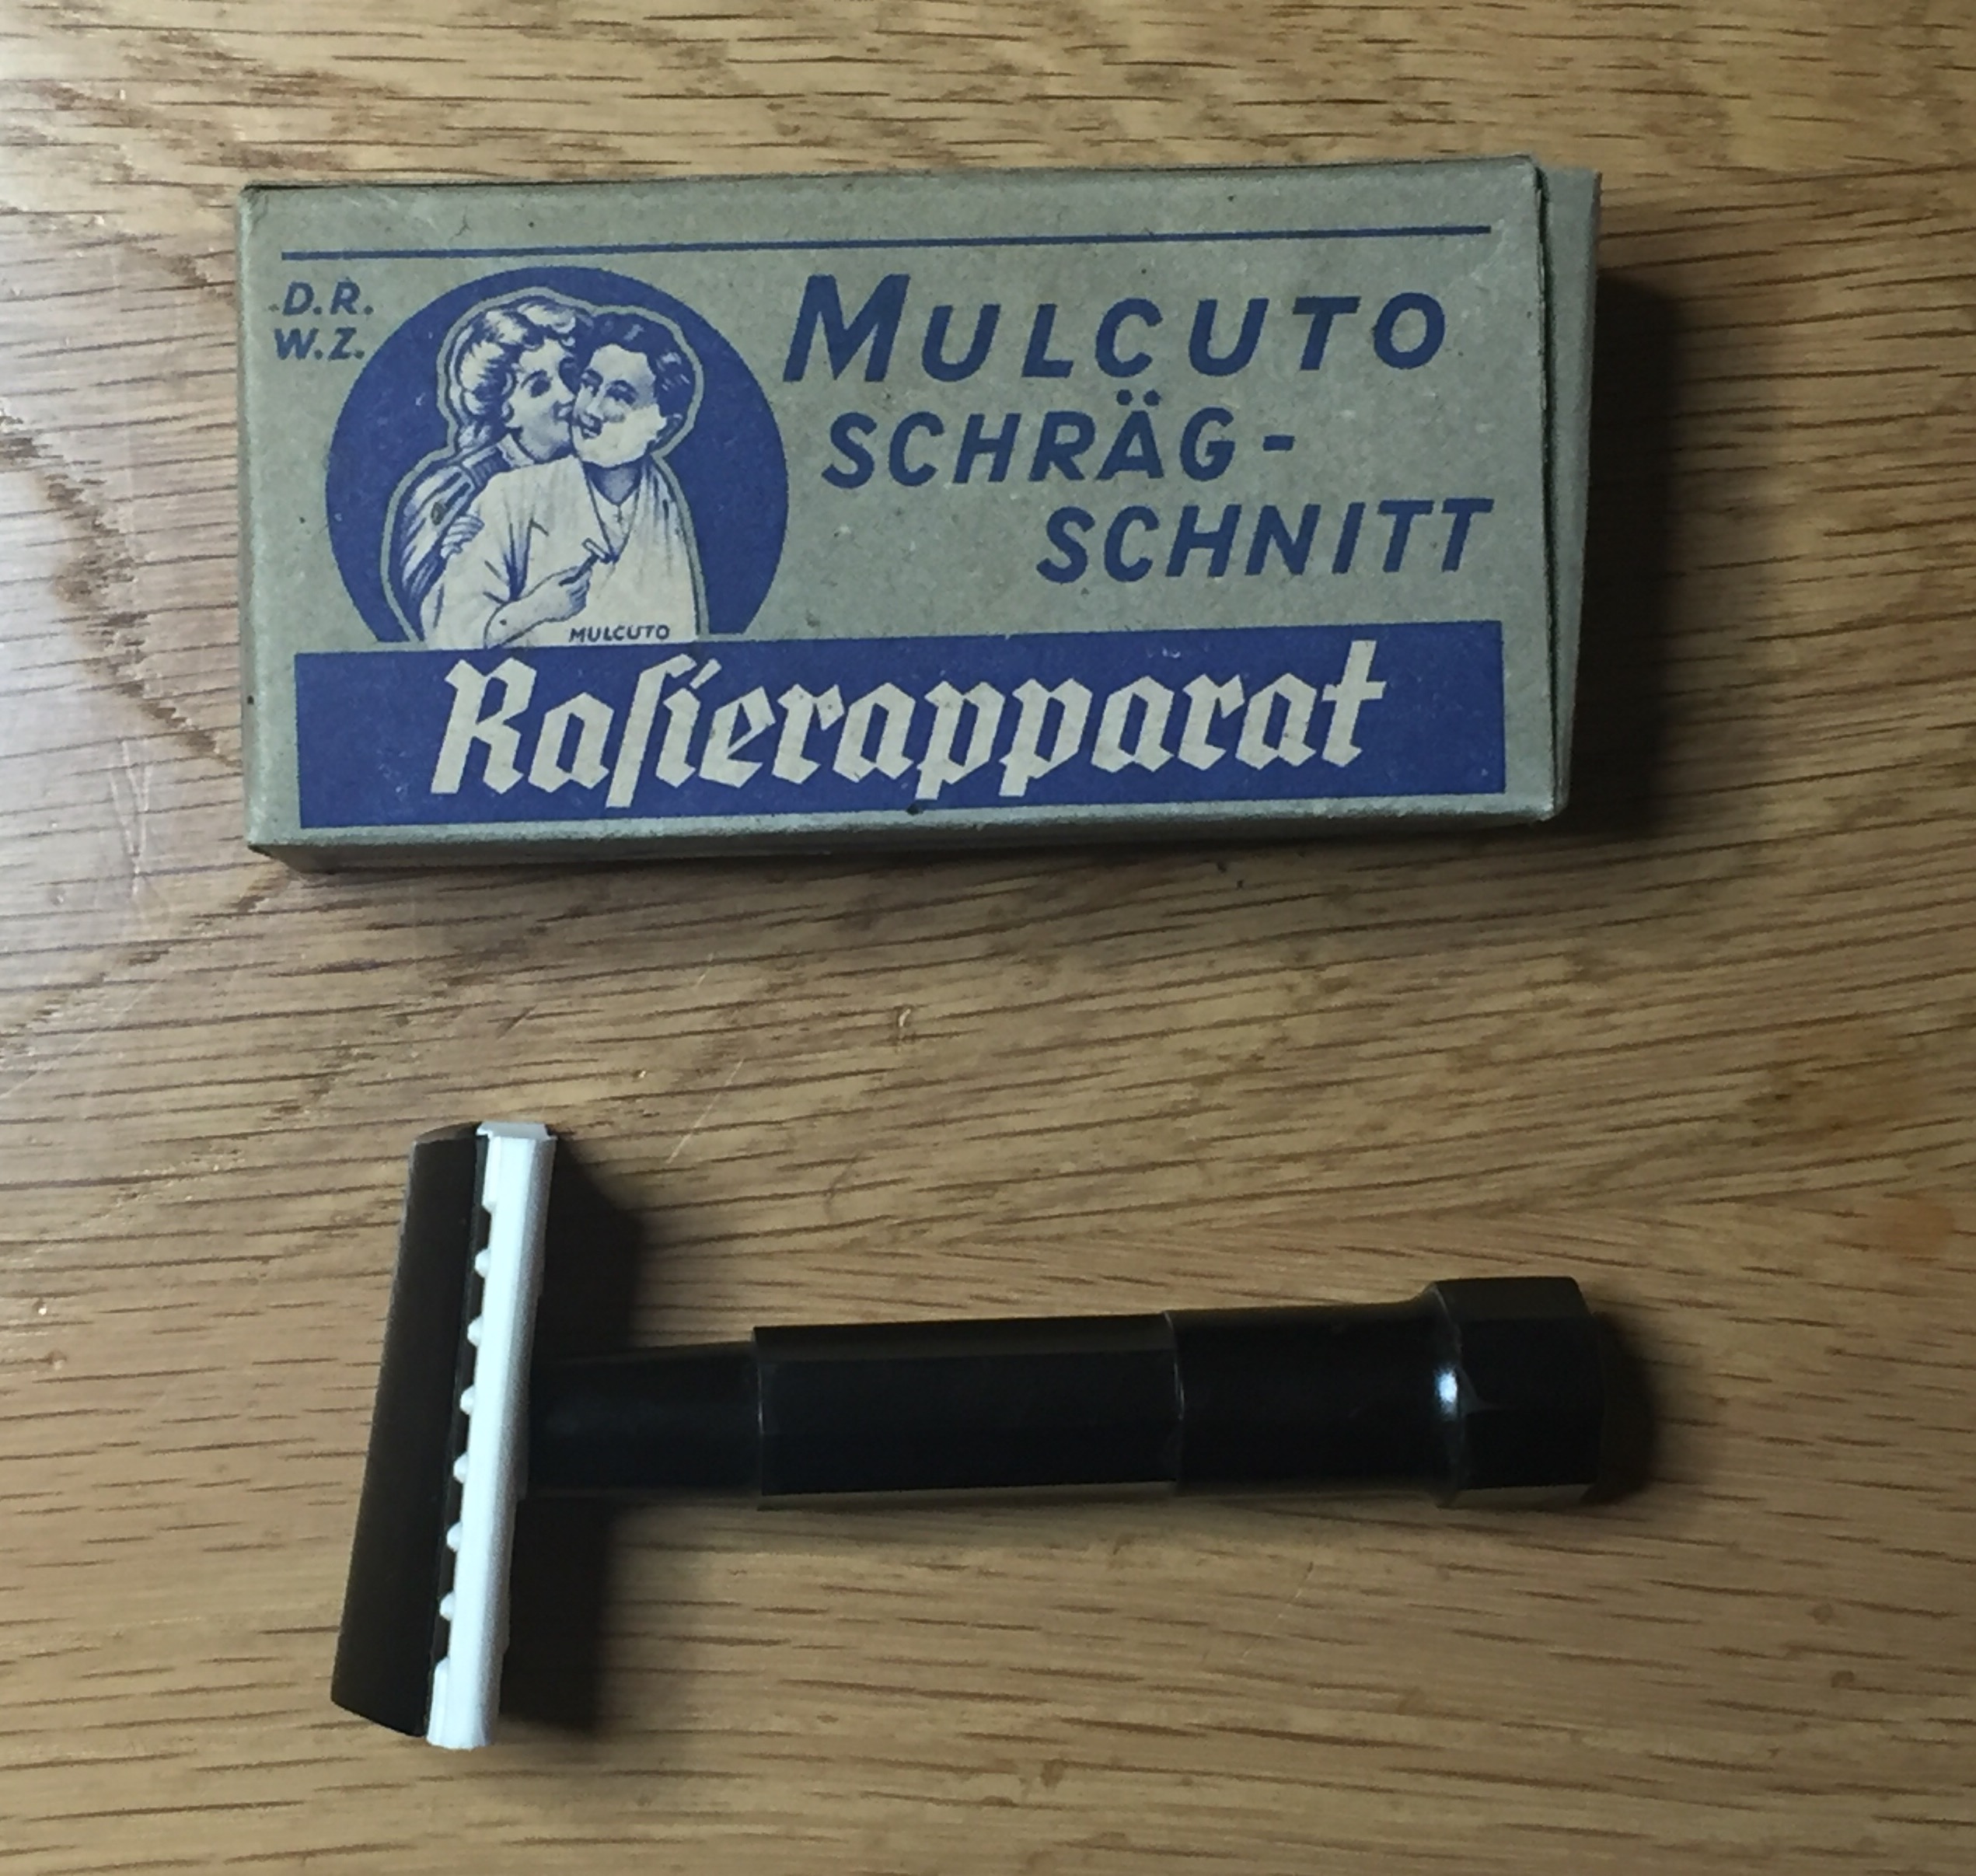 D.R.
W.Z.
MULCUTO
SCHRÄG-
SCHNITT
MULCUTO
Raſierapparat